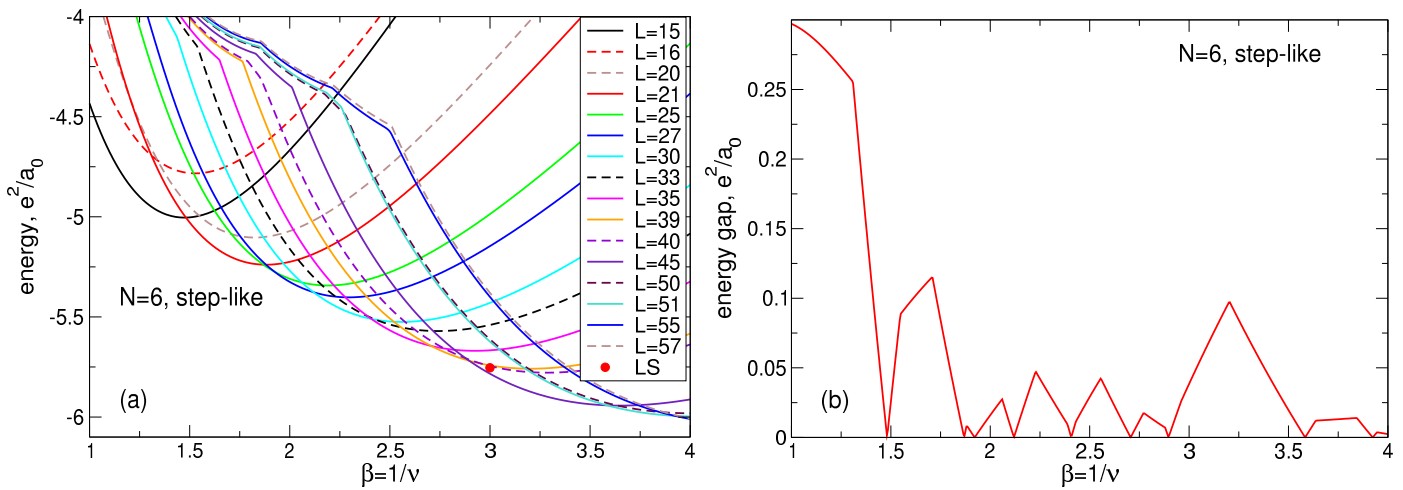 -4
-4.5
-5
-5.5
-6
energy, e²/a₀
1
1.5
2
2.5
3
3.5
4
β=1/ν
N=6, step-like
(a)
L=15
L=16
L=20
L=21
L=25
L=27
L=30
L=33
L=35
L=39
L=40
L=45
L=50
L=51
L=55
L=57
LS
0.25
0.2
0.15
0.1
0.05
0
energy gap, e²/a₀
1
1.5
2
2.5
3
3.5
4
β=1/ν
N=6, step-like
(b)